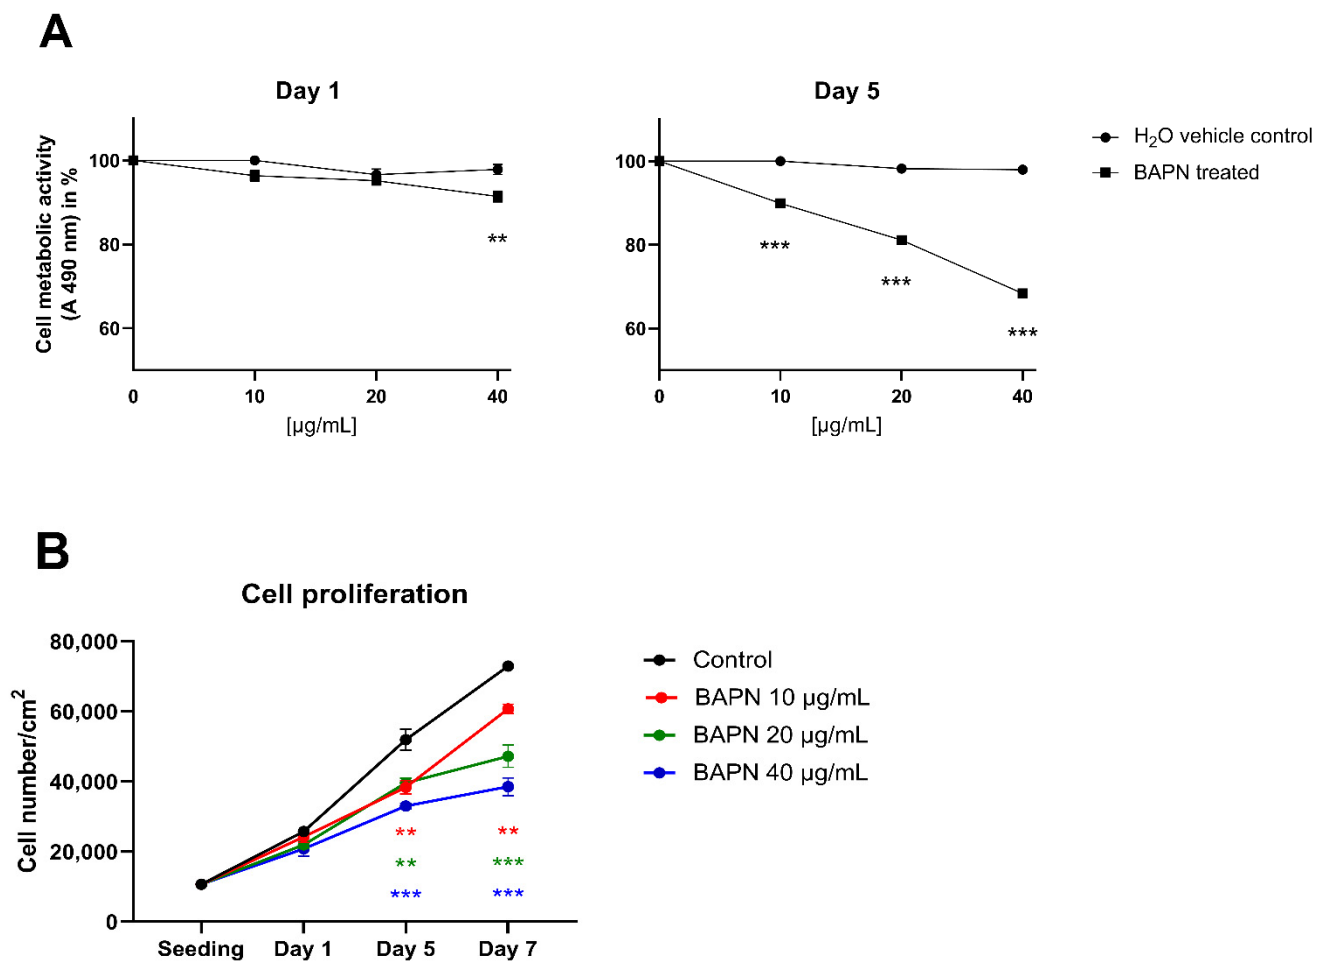 A
Day 1
Day 5
Cell metabolic activity
(A 490 nm) in %
100
80
60
0
10
20
40
[µg/mL]
**
100
80
60
0
10
20
40
[µg/mL]
***
***
***
H₂O vehicle control
BAPN treated
B
Cell proliferation
Cell number/cm²
80,000
60,000
40,000
20,000
0
Seeding
Day 1
Day 5
Day 7
** **
** ***
*** ***
Control
BAPN 10 µg/mL
BAPN 20 µg/mL
BAPN 40 µg/mL